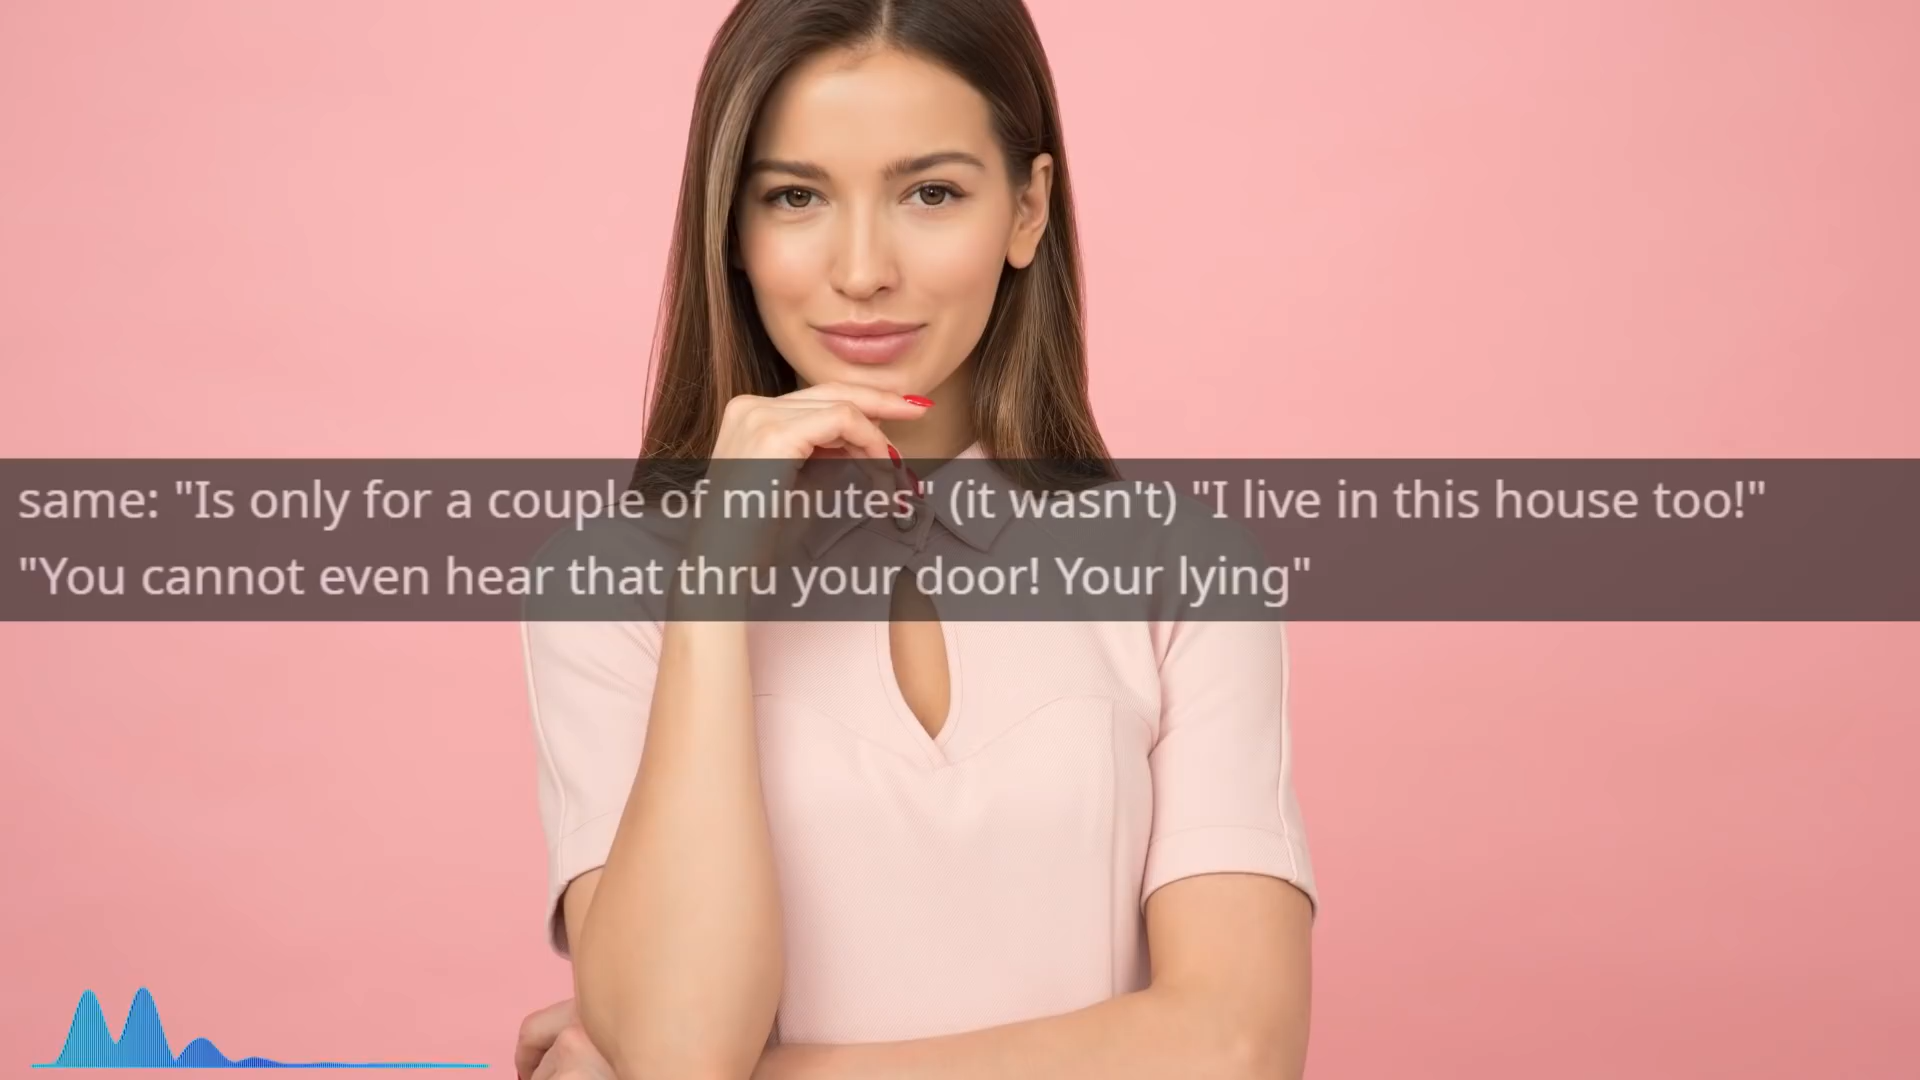 same: "Is only for a couple of minutes" (it wasn't) "I live in this house too!"
"You cannot even hear that thru your door! Your lying"